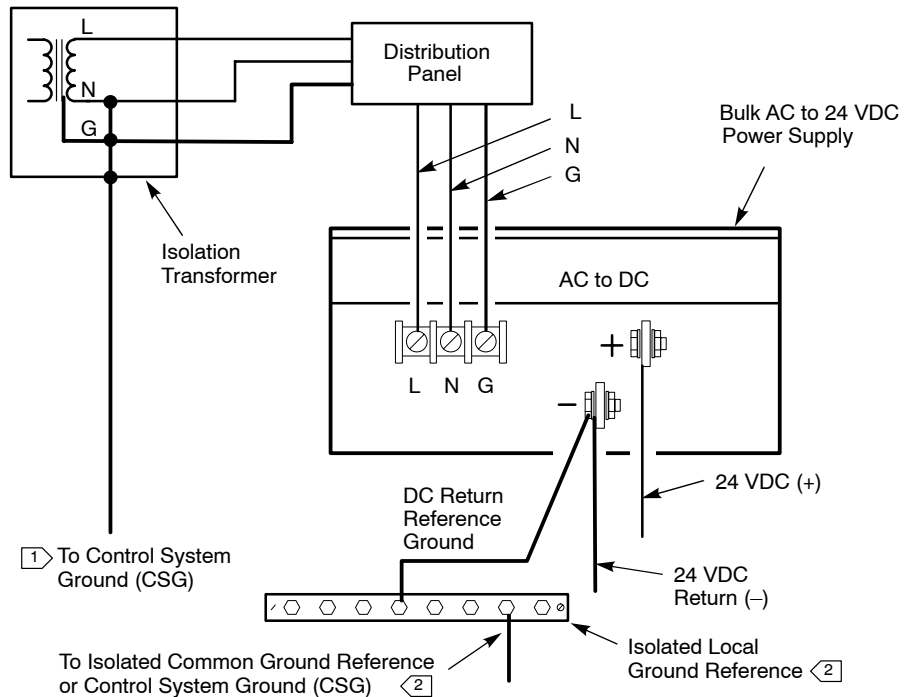 L
N
G
Distribution
Panel
L
N
G
Bulk AC to 24 VDC
Power Supply
Isolation
Transformer
AC to DC
L N G
+
−
24 VDC (+)
DC Return
Reference
Ground
1 To Control System
Ground (CSG)
24 VDC
Return (−)
To Isolated Common Ground Reference
or Control System Ground (CSG) 2
Isolated Local
Ground Reference 2